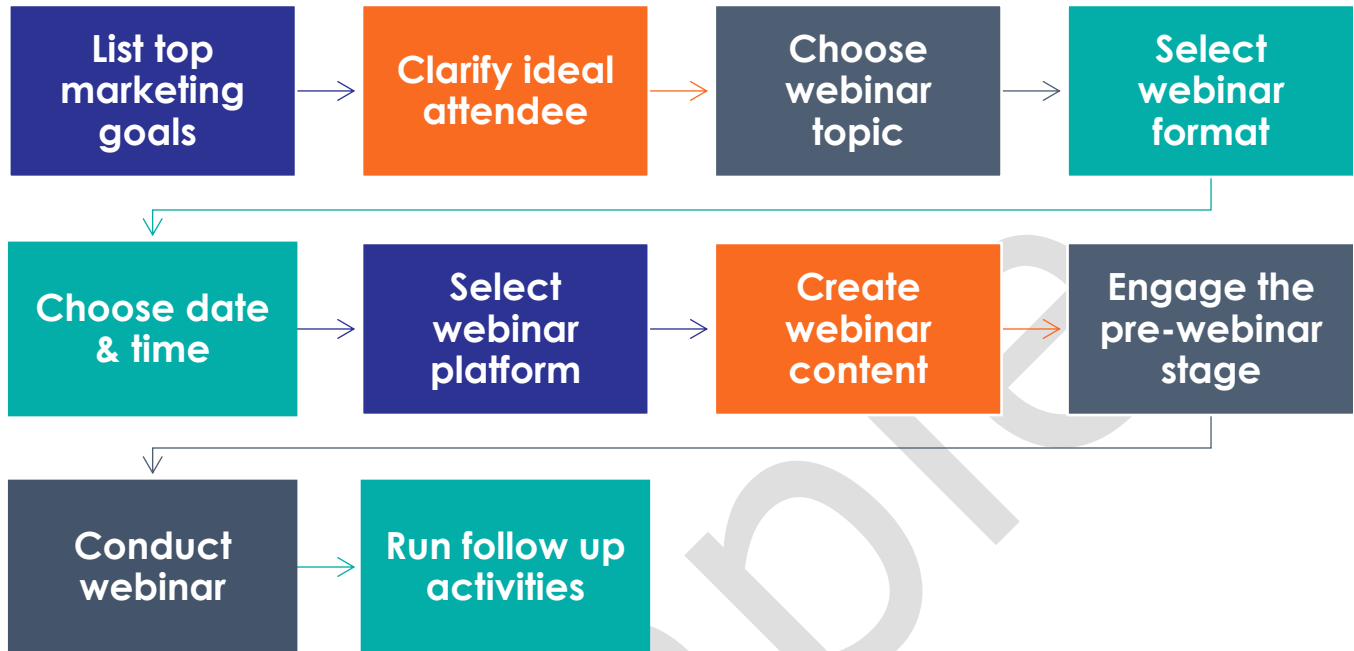 List top
marketing
goals
Clarify ideal
attendee
Choose
webinar
topic
Select
webinar
format
Choose date
& time
Select
webinar
platform
Create
webinar
content
Engage the
pre-webinar
stage
Conduct
webinar
Run follow up
activities